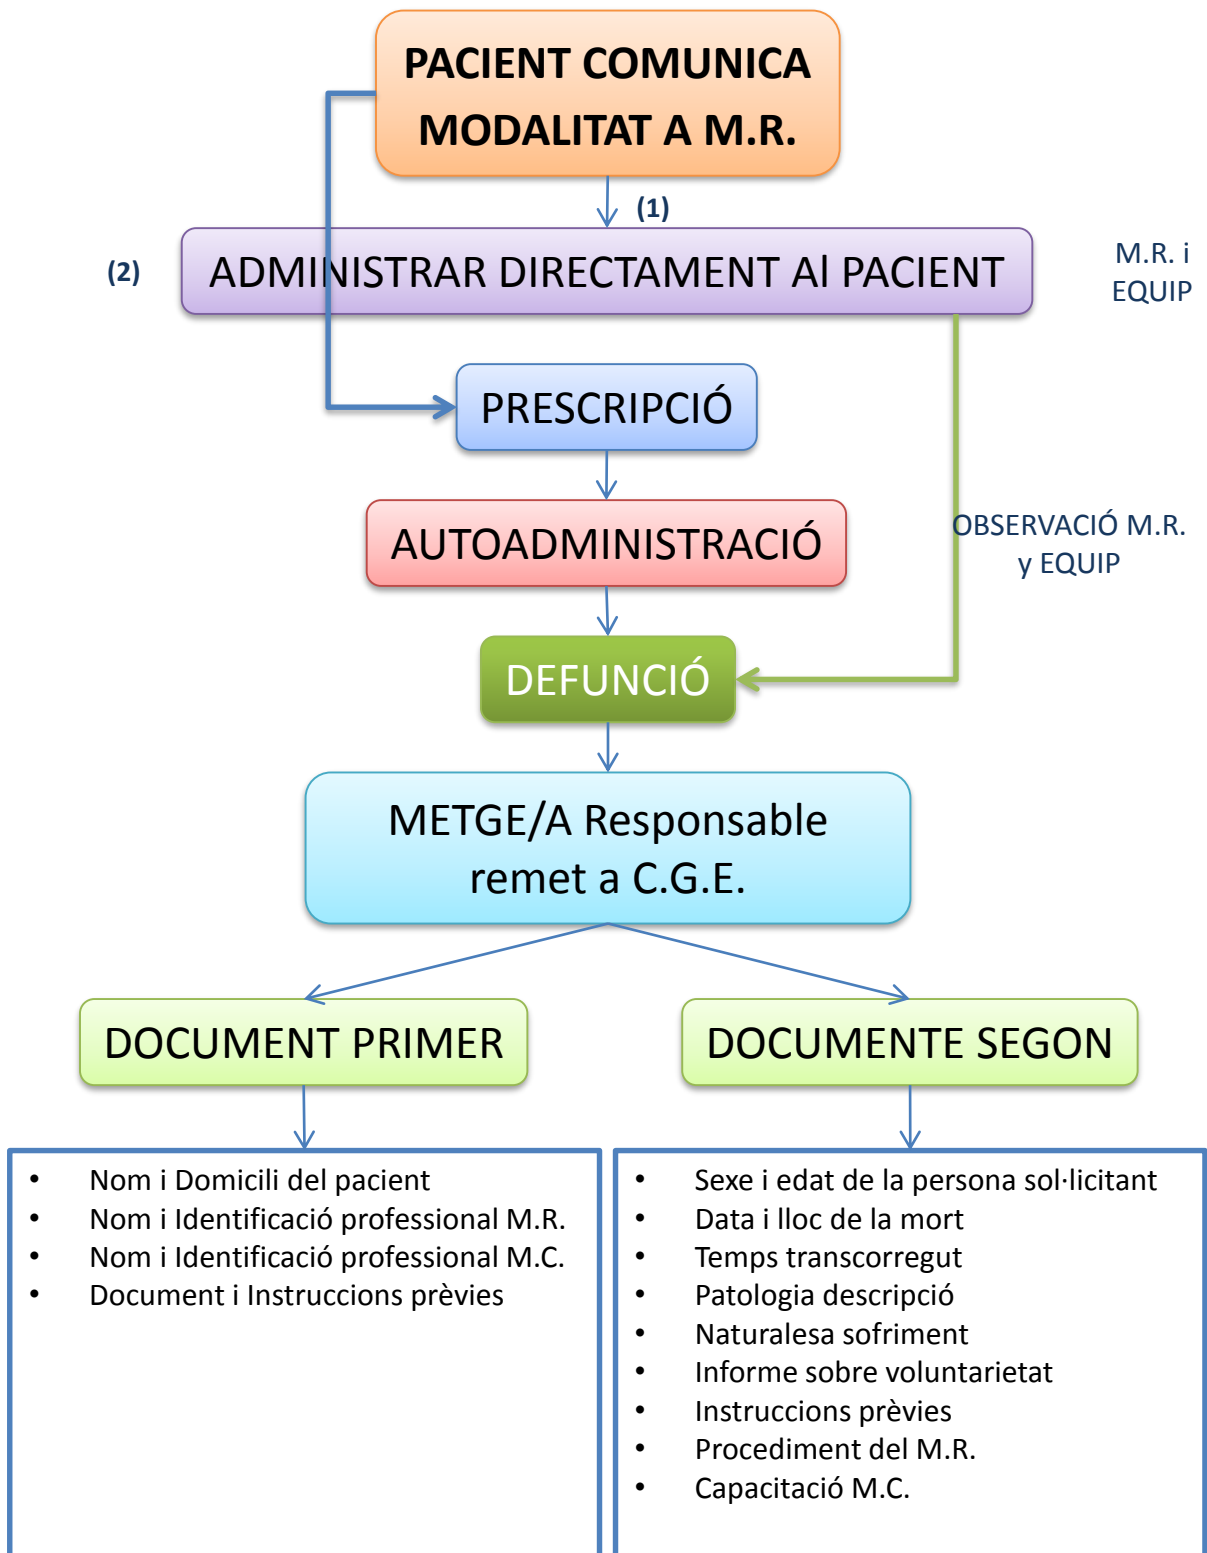 PACIENT COMUNICA
MODALITAT A M.R.
(1)
(2)
ADMINISTRAR DIRECTAMENT Al PACIENT
M.R. i
EQUIP
PRESCRIPCIÓ
AUTOADMINISTRACIÓ
OBSERVACIÓ M.R.
y EQUIP
DEFUNCIÓ
METGE/A Responsable
remet a C.G.E.
DOCUMENT PRIMER
DOCUMENTE SEGON
• Nom i Domicili del pacient
• Nom i Identificació professional M.R.
• Nom i Identificació professional M.C.
• Document i Instruccions prèvies
• Sexe i edat de la persona sol·licitant
• Data i lloc de la mort
• Temps transcorregut
• Patologia descripció
• Naturalesa sofriment
• Informe sobre voluntarietat
• Instruccions prèvies
• Procediment del M.R.
• Capacitació M.C.